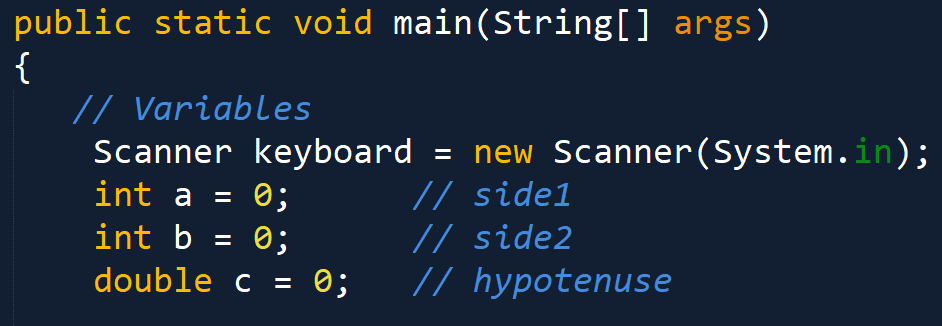 public static void main(String[] args)
{
// Variables
Scanner keyboard = new Scanner(System.in);
int a = 0; // side1
int b = 0; // side2
double c = 0; // hypotenuse